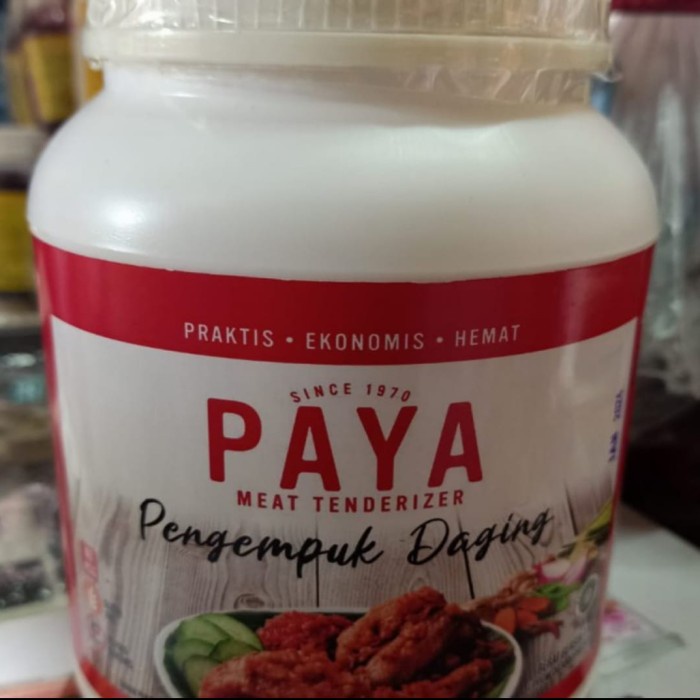 PRAKTIS • EKONOMIS • HEMAT
SINCE 1970
PAYA
MEAT TENDERIZER
Pengempuk Daging